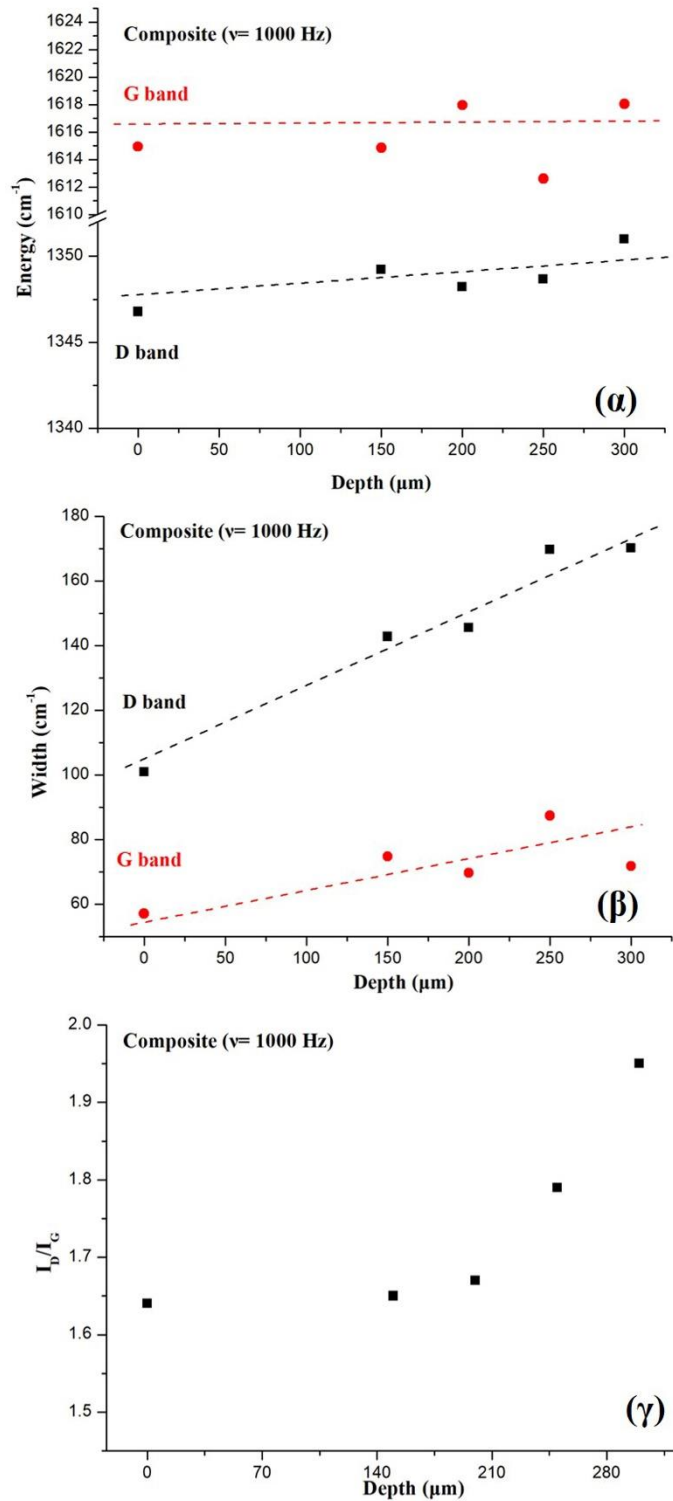 1624
Composite (ν= 1000 Hz)
1622
1620
G band
1618
1616
1614
1612
1610
Energy (cm⁻¹)
1350
1345
D band
(α)
1340
0 50 100 150 200 250 300
Depth (μm)
180
Composite (ν= 1000 Hz)
160
140
D band
120
Width (cm⁻¹)
100
80
G band
60
(β)
0 50 100 150 200 250 300
Depth (μm)
2.0
Composite (ν= 1000 Hz)
1.9
1.8
I_D/I_G
1.7
1.6
1.5
(γ)
0 70 140 210 280
Depth (μm)